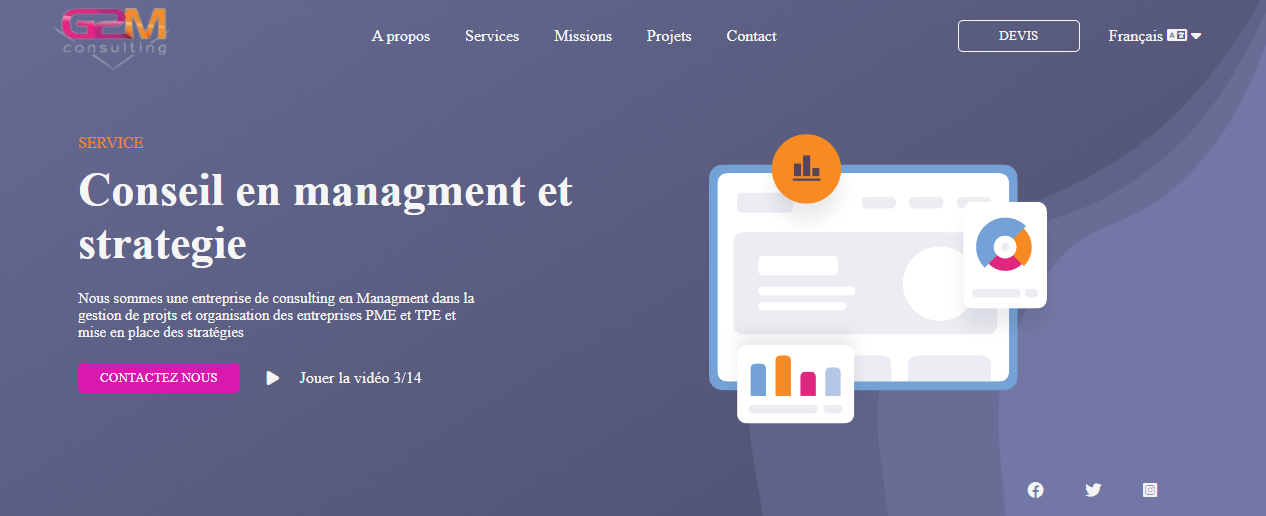 G2M
consulting
A propos Services Missions Projets Contact DEVIS Français
SERVICE
Conseil en managment et
strategie
Nous sommes une entreprise de consulting en Managment dans la
gestion de projts et organisation des entreprises PME et TPE et
mise en place des stratégies
CONTACTEZ NOUS Jouer la vidéo 3/14